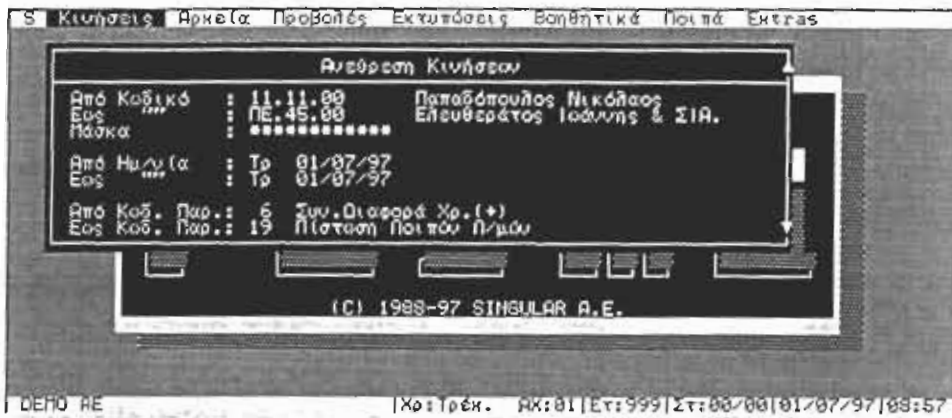 S Κινήσεις Αρχεία Προβολές Εκτυπώσεις Βοηθητικά Λοιπά Extras
Ανεύρεση Κινήσεων
Από Κωδικό : 11.11.00 Παπαδόπουλος Νικόλαος
Εως "" : ΠΕ.45.00 Ελευθεράτος Ιωάννης & ΣΙΑ.
Μάσκα : ************
Από Ημ/νία : Τρ 01/07/97
Εως "" : Τρ 01/07/97
Από Κωδ. Παρ.: 6 Συν.Διαφορά Χρ.(+)
Εως Κωδ. Παρ.: 19 Πίστωση Λοιπών Λ/μών
(C) 1988-97 SINGULAR A.E.
DEMO AE |Χρ:Τρέχ. ΑΧ:01|Ετ:999|Στ:00/00|01/07/97|08:57